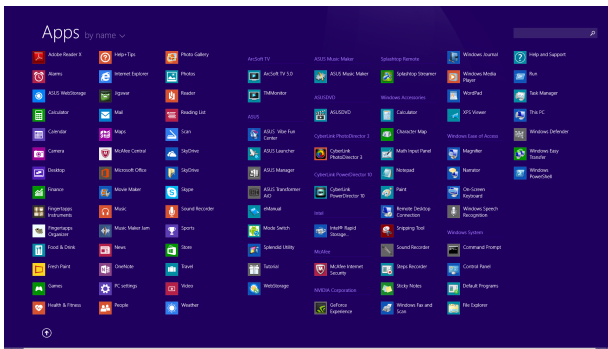 Apps by name
Adobe Reader X
Alarms
ASUS WebStorage
Calculator
Calendar
Camera
Desktop
Finance
Fingertapps
Instruments
Fingertapps
Organizer
Food & Drink
Fresh Paint
Games
Health & Fitness
Help+Tips
Internet Explorer
Jigswar
Mail
Maps
McAfee Central
Microsoft Office
Movie Maker
Music
Music Maker Jam
News
OneNote
PC settings
People
Photo Gallery
Photos
Reader
Reading List
Scan
SkyDrive
SkyDrive
Skype
Sound Recorder
Sports
Store
Travel
Video
Weather
ArcSoft TV
ArcSoft TV 5.0
TMMonitor
ASUS
ASUS Vibe Fun
Center
ASUS Launcher
ASUS Manager
ASUS Transformer
AiO
eManual
Mode Switch
Splendid Utility
Tutorial
WebStorage
ASUS Music Maker
ASUS Music Maker
ASUSDVD
ASUSDVD
CyberLink PhotoDirector 3
CyberLink
PhotoDirector 3
CyberLink PowerDirector 10
CyberLink
PowerDirector 10
Intel
Intel® Rapid
Storage...
McAfee
McAfee Internet
Security
NVIDIA Corporation
GeForce
Experience
Splashtop Remote
Splashtop Streamer
Windows Accessories
Calculator
Character Map
Math Input Panel
Notepad
Paint
Remote Desktop
Connection
Snipping Tool
Sound Recorder
Steps Recorder
Sticky Notes
Windows Fax and
Scan
Windows Journal
Windows Media
Player
WordPad
XPS Viewer
Windows Ease of Access
Magnifier
Narrator
On-Screen
Keyboard
Windows Speech
Recognition
Windows System
Command Prompt
Control Panel
Default Programs
File Explorer
Help and Support
Run
Task Manager
This PC
Windows Defender
Windows Easy
Transfer
Windows
PowerShell